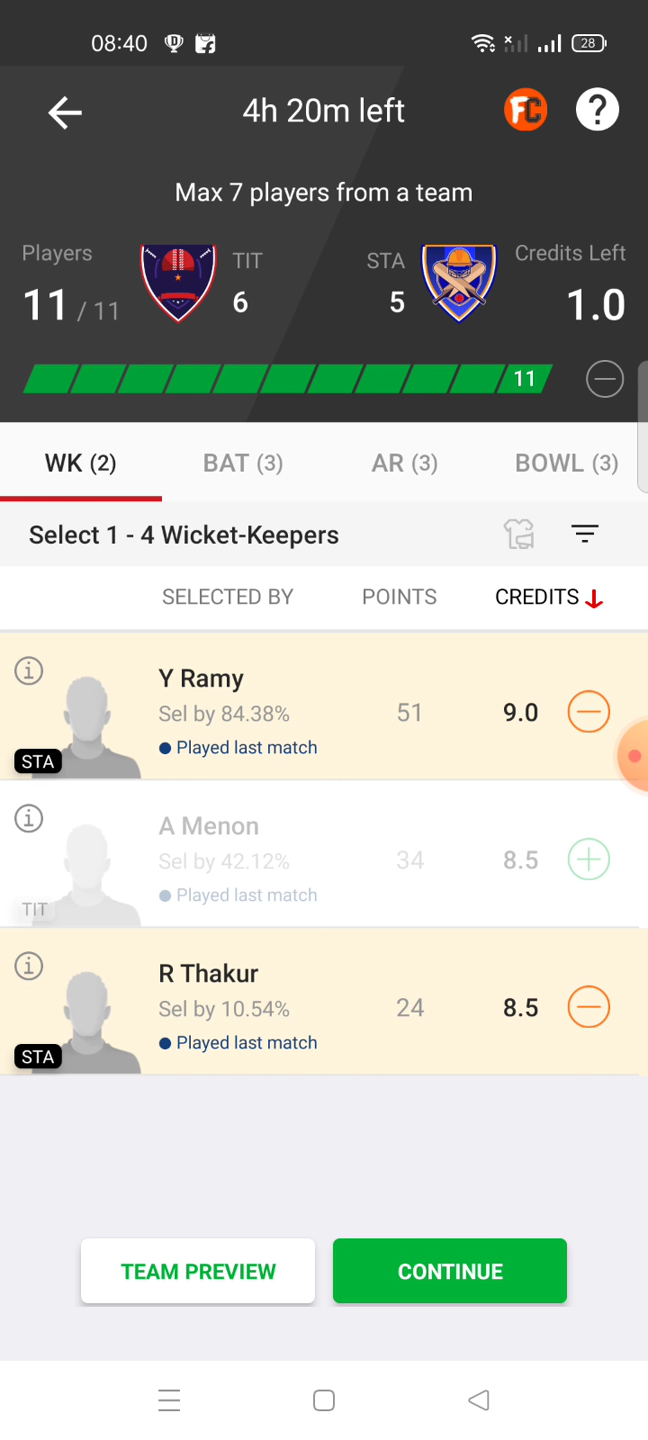 08:40
28
4h 20m left
FC
Max 7 players from a team
Players
TIT
STA
Credits Left
11 / 11
6
5
1.0
11
WK (2)
BAT (3)
AR (3)
BOWL (3)
Select 1 - 4 Wicket-Keepers
SELECTED BY
POINTS
CREDITS
Y Ramy
Sel by 84.38%
51
9.0
Played last match
STA
A Menon
Sel by 42.12%
34
8.5
Played last match
TIT
R Thakur
Sel by 10.54%
24
8.5
Played last match
STA
TEAM PREVIEW
CONTINUE